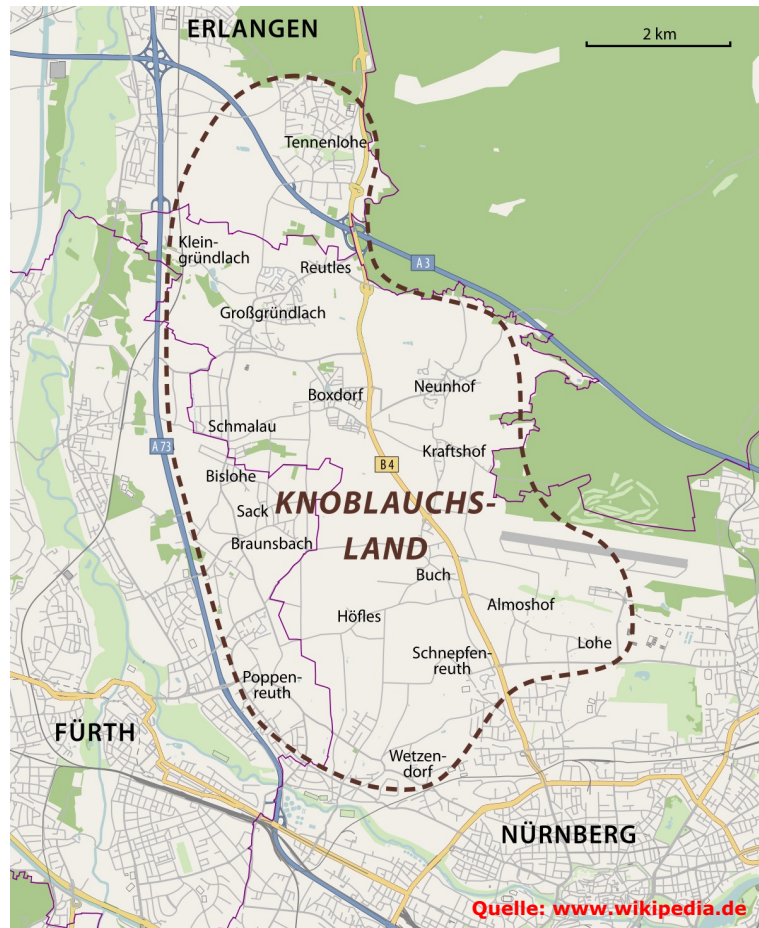 ERLANGEN
2 km
Tennenlohe
Klein-
gründlach
Reutles
A 3
Großgründlach
Boxdorf
Neunhof
Schmalau
A 73
Kraftshof
B 4
Bislohe
KNOBLAUCHS-
LAND
Sack
Braunsbach
Buch
Almoshof
Höfles
Lohe
Schnepfen-
reuth
Poppen-
reuth
FÜRTH
Wetzen-
dorf
NÜRNBERG
Quelle: www.wikipedia.de